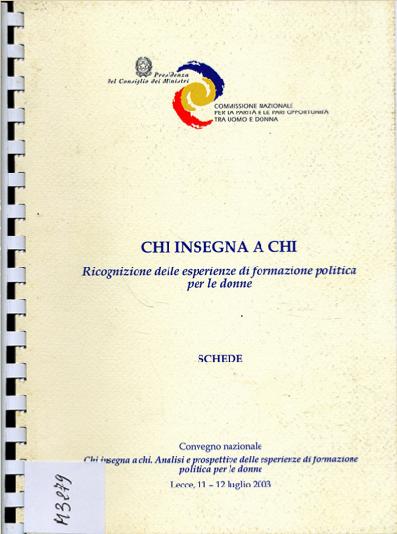 Presidenza
del Consiglio dei Ministri
COMMISSIONE NAZIONALE
PER LA PARITÀ E LE PARI OPPORTUNITÀ
TRA UOMO E DONNA
CHI INSEGNA A CHI
Ricognizione delle esperienze di formazione politica
per le donne
SCHEDE
Convegno nazionale
Chi insegna a chi. Analisi e prospettive delle esperienze di formazione
politica per le donne
Lecce, 11 – 12 luglio 2003
M3879